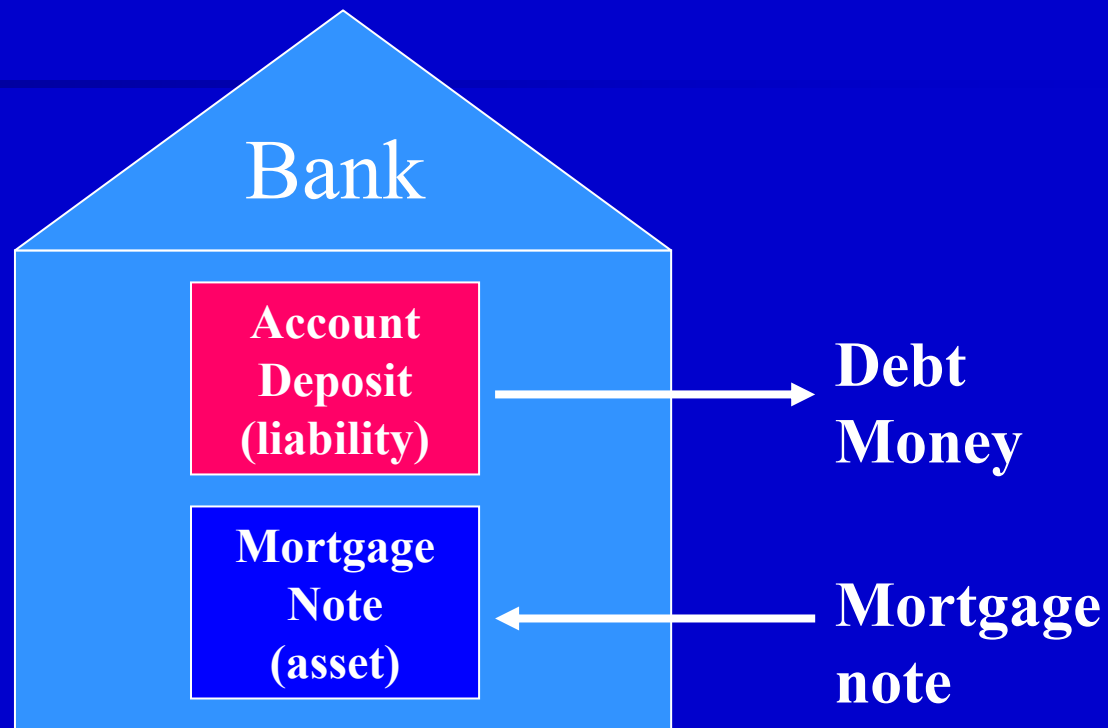 Bank
Account
Deposit
(liability)
Debt
Money
Mortgage
Note
(asset)
Mortgage
note